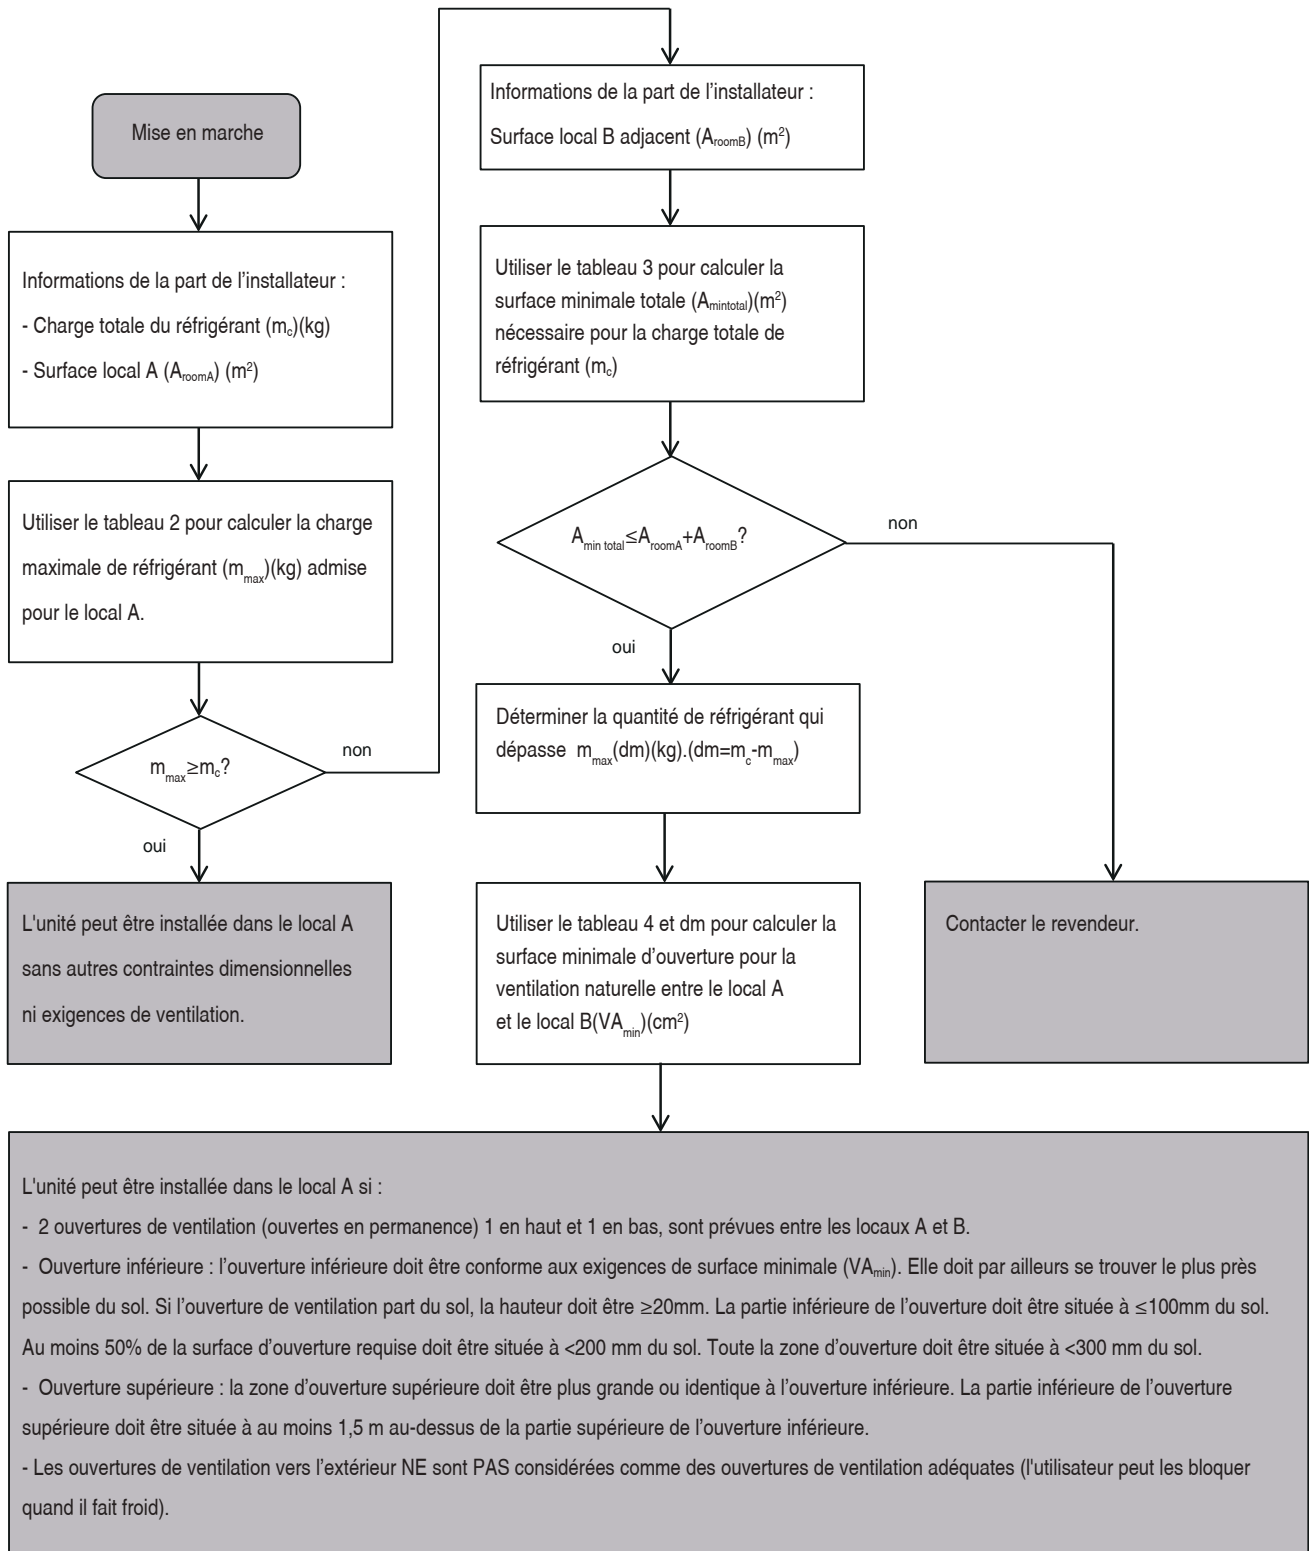 Mise en marche
Informations de la part de l'installateur :
- Charge totale du réfrigérant (mc)(kg)
- Surface local A (AroomA) (m²)
Utiliser le tableau 2 pour calculer la charge
maximale de réfrigérant (mmax)(kg) admise
pour le local A.
mmax≥mc?
non
oui
L'unité peut être installée dans le local A
sans autres contraintes dimensionnelles
ni exigences de ventilation.
Informations de la part de l'installateur :
Surface local B adjacent (AroomB) (m²)
Utiliser le tableau 3 pour calculer la
surface minimale totale (Amintotal)(m²)
nécessaire pour la charge totale de
réfrigérant (mc)
Amin total≤AroomA+AroomB?
non
oui
Déterminer la quantité de réfrigérant qui
dépasse mmax(dm)(kg).(dm=mc-mmax)
Utiliser le tableau 4 et dm pour calculer la
surface minimale d'ouverture pour la
ventilation naturelle entre le local A
et le local B(VAmin)(cm²)
Contacter le revendeur.
L'unité peut être installée dans le local A si :
- 2 ouvertures de ventilation (ouvertes en permanence) 1 en haut et 1 en bas, sont prévues entre les locaux A et B.
- Ouverture inférieure : l'ouverture inférieure doit être conforme aux exigences de surface minimale (VAmin). Elle doit par ailleurs se trouver le plus près
possible du sol. Si l'ouverture de ventilation part du sol, la hauteur doit être ≥20mm. La partie inférieure de l'ouverture doit être située à ≤100mm du sol.
Au moins 50% de la surface d'ouverture requise doit être située à <200 mm du sol. Toute la zone d'ouverture doit être située à <300 mm du sol.
- Ouverture supérieure : la zone d'ouverture supérieure doit être plus grande ou identique à l'ouverture inférieure. La partie inférieure de l'ouverture
supérieure doit être située à au moins 1,5 m au-dessus de la partie supérieure de l'ouverture inférieure.
- Les ouvertures de ventilation vers l'extérieur NE sont PAS considérées comme des ouvertures de ventilation adéquates (l'utilisateur peut les bloquer
quand il fait froid).